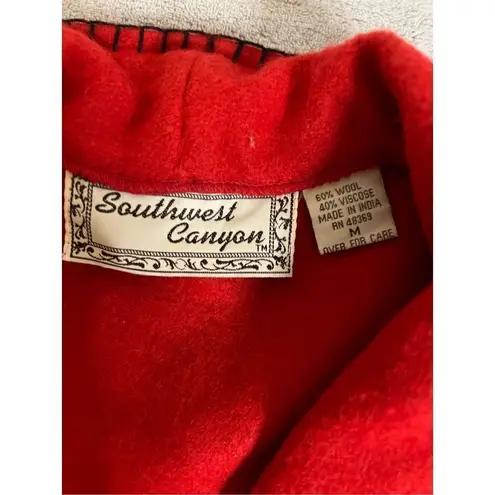 Southwest
Canyon
TM
60% WOOL
40% VISCOSE
MADE IN INDIA
RN 48369
M
OVER FOR CARE